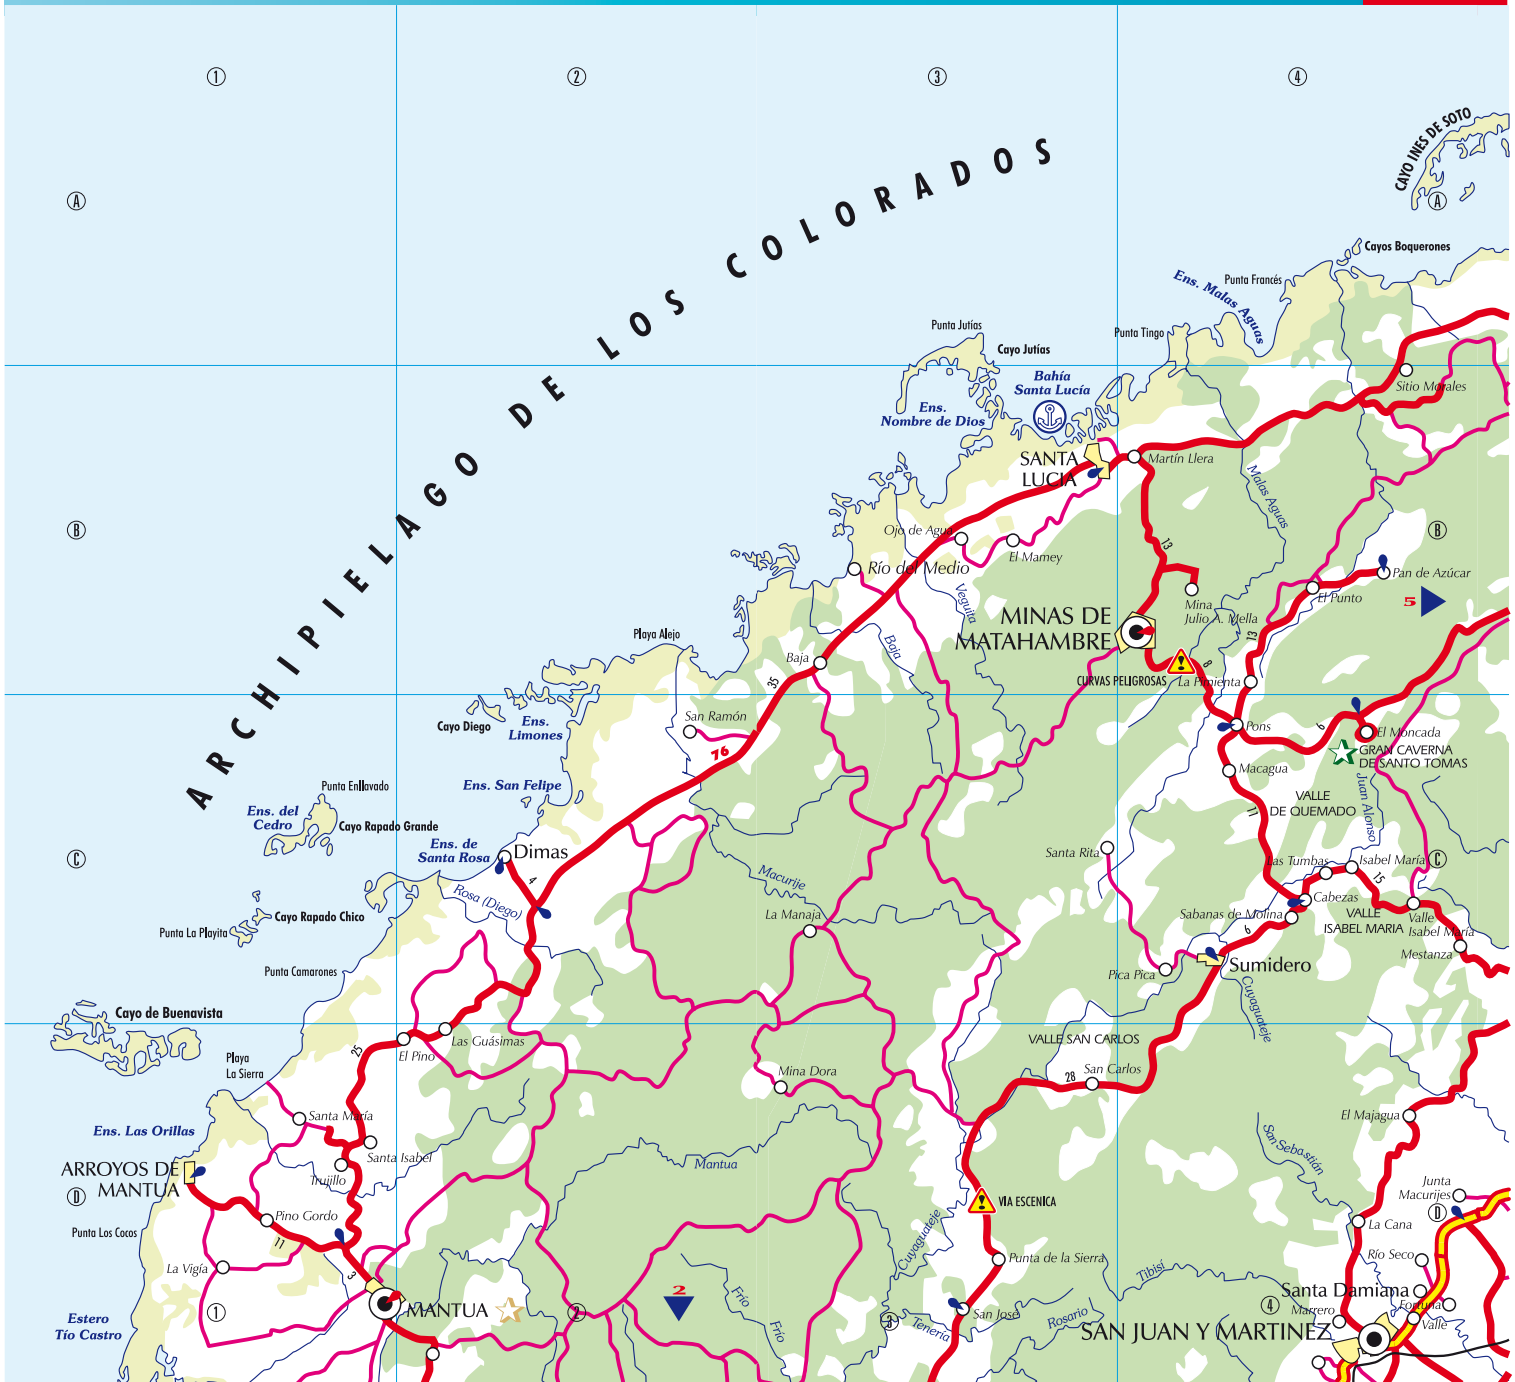 1
2
3
4
CAYO INES DE SOTO
A
A
ARCHIPIELAGO DE LOS COLORADOS
Cayos Boquerones
Punta Francés
Ens. Malas Aguas
Punta Jutías
Punta Tingo
Cayo Jutías
Bahía
Santa Lucía
Sitio Morales
Ens.
Nombre de Dios
SANTA
LUCIA
Martín Llera
Malas Aguas
Ojo de Agua
El Mamey
B
B
13
Río del Medio
Pan de Azúcar
Veguita
Mina
Julio A. Mella
El Punto
5
MINAS DE
MATAHAMBRE
Playa Alejo
Baja
Baja
13
8
35
CURVAS PELIGROSAS
La Pimienta
San Ramón
Cayo Diego
Ens.
Limones
Pons
6
El Moncada
76
GRAN CAVERNA
DE SANTO TOMAS
Macagua
Juan Alonso
Punta Enllavado
Ens. San Felipe
VALLE
DE QUEMADO
11
Ens. del
Cedro
Cayo Rapado Grande
Ens. de
Santa Rosa
Dimas
Santa Rita
C
Las Tumbas
Isabel María
C
4
Macurije
15
Rosa (Diego)
Cabezas
Cayo Rapado Chico
La Manaja
Sabanas de Molina
VALLE
ISABEL MARIA
Valle
Isabel María
6
Punta La Playita
Mestanza
Punta Camarones
Pica Pica
Sumidero
Cuyaguateje
Cayo de Buenavista
Las Guásimas
VALLE SAN CARLOS
25
El Pino
Playa
La Sierra
Mina Dora
28
San Carlos
Santa María
El Majagua
Ens. Las Orillas
San Sebastián
Santa Isabel
Mantua
ARROYOS DE
MANTUA
Trujillo
Junta
Macurijes
D
VIA ESCENICA
D
Pino Gordo
La Cana
Punta Los Cocos
11
Cuyaguateje
Punta de la Sierra
Río Seco
La Vigía
3
Tibisí
2
Frío
Santa Damiana
1
MANTUA
2
3
San José
4
Marrero
Fortuna
Estero
Tío Castro
Frío
Tenería
Rosario
SAN JUAN Y MARTINEZ
Valle